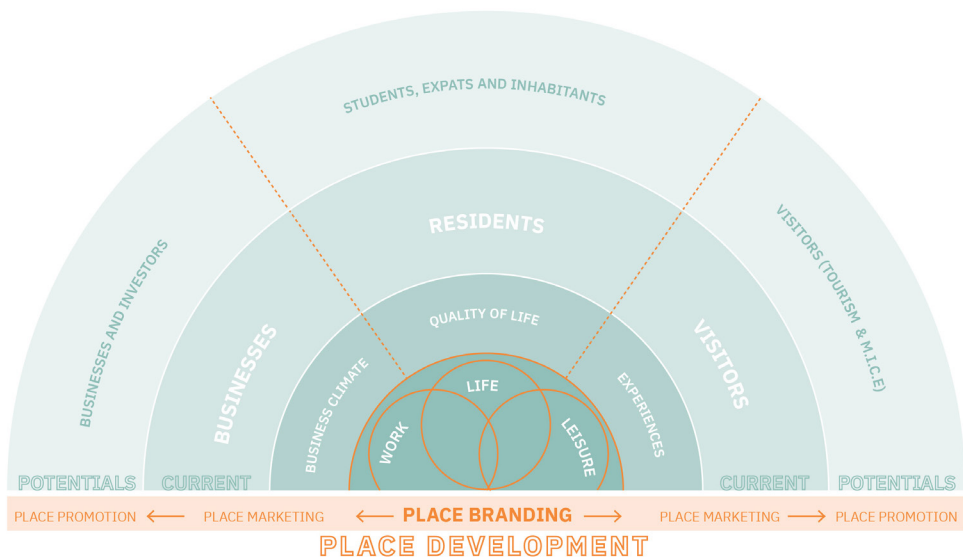 STUDENTS, EXPATS AND INHABITANTS
BUSINESSES AND INVESTORS
VISITORS (TOURISM & M.I.C.E)
RESIDENTS
BUSINESSES
VISITORS
QUALITY OF LIFE
BUSINESS CLIMATE
EXPERIENCES
LIFE
WORK
LEISURE
POTENTIALS CURRENT CURRENT POTENTIALS
PLACE PROMOTION ← PLACE MARKETING ← PLACE BRANDING → PLACE MARKETING → PLACE PROMOTION
PLACE DEVELOPMENT